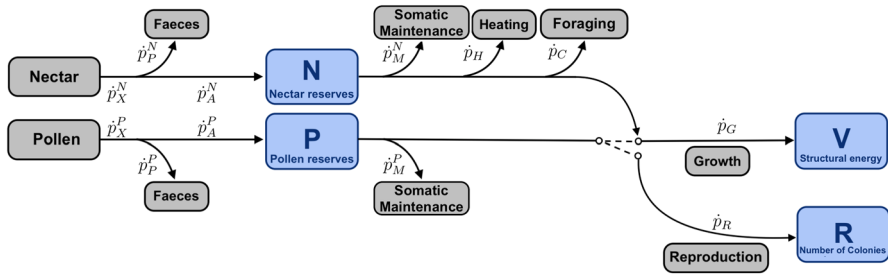 Faeces
Somatic
Maintenance
Heating
Foraging
ṗ_P^N
ṗ_M^N
ṗ_H
ṗ_C
Nectar
N
Nectar reserves
ṗ_X^N
ṗ_A^N
Pollen
ṗ_X^P
ṗ_A^P
P
Pollen reserves
ṗ_G
V
Structural energy
ṗ_P^P
ṗ_M^P
Growth
Faeces
Somatic
Maintenance
ṗ_R
R
Number of Colonies
Reproduction